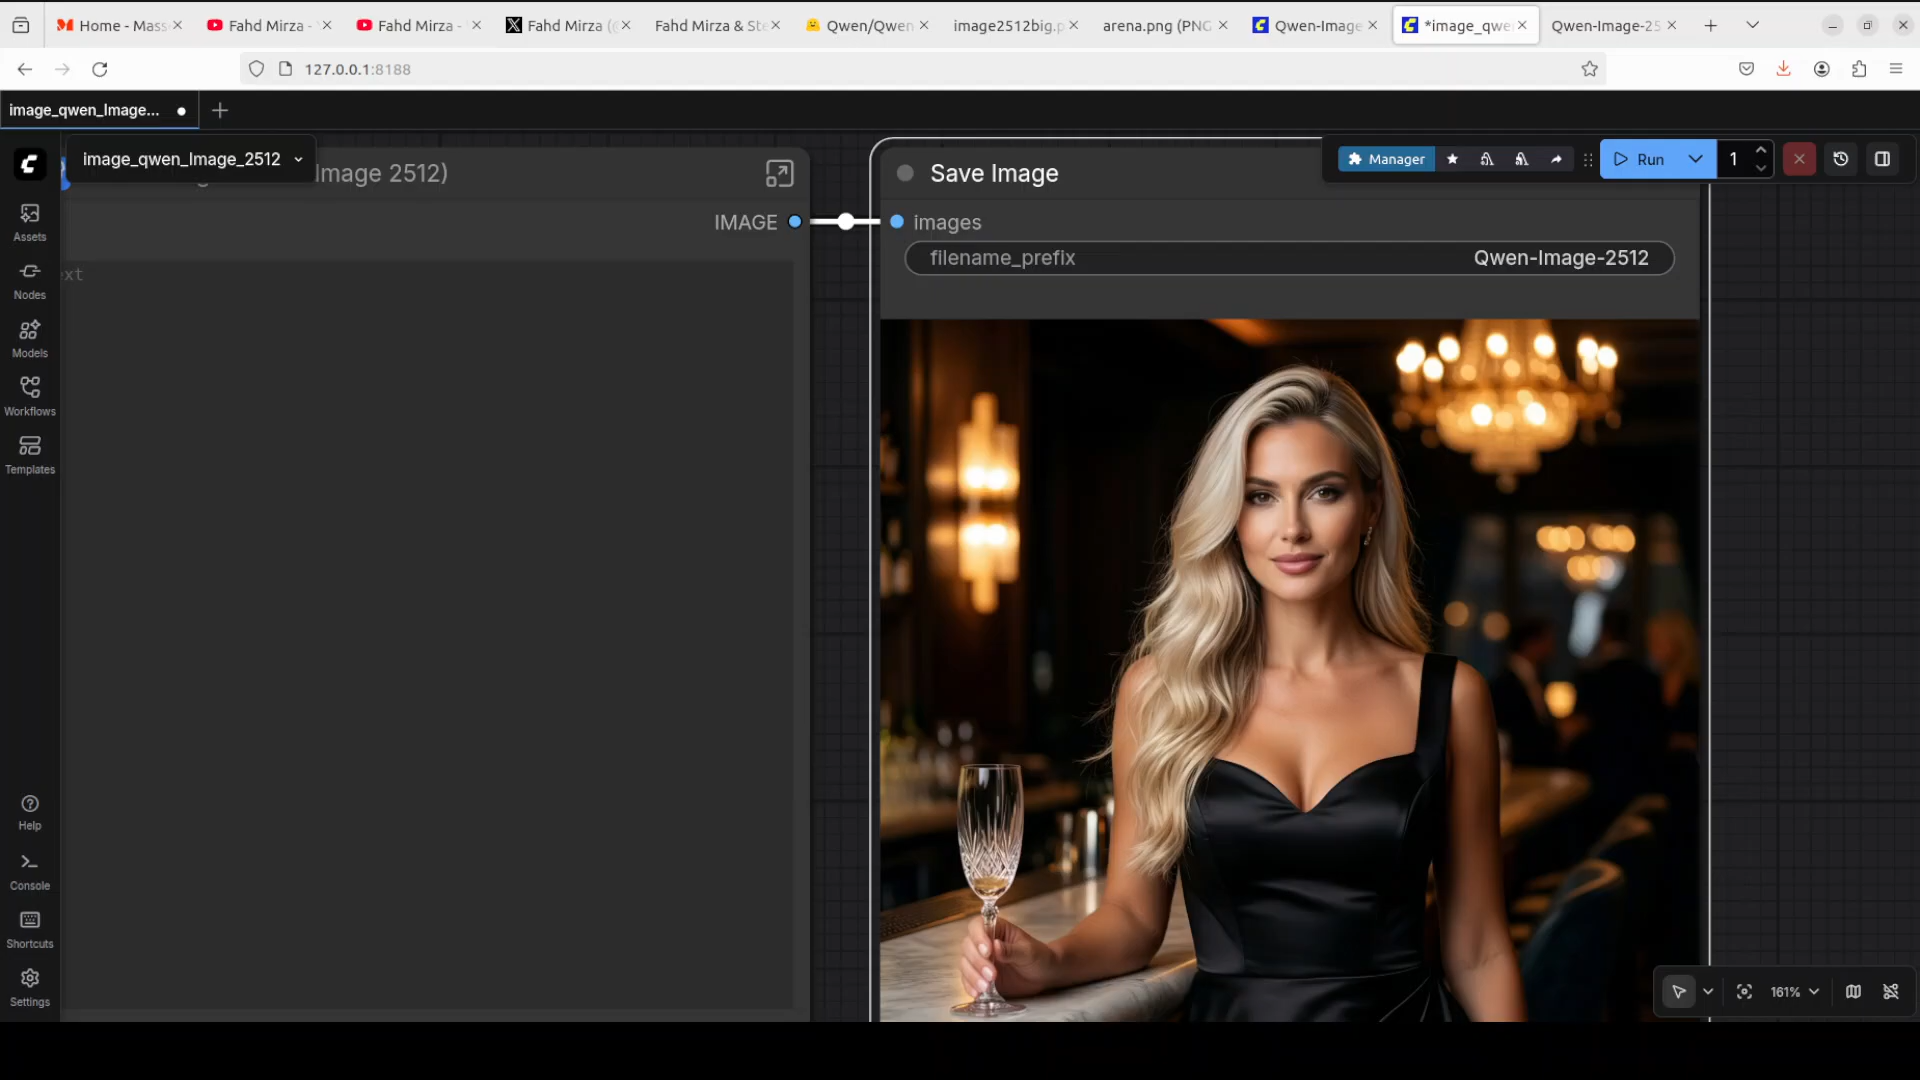 Home - Mass
Fahd Mirza -
Fahd Mirza -
Fahd Mirza (
Fahd Mirza & Ste
Qwen/Qwen
image2512big.p
arena.png (PNG
Qwen-Image
*image_qwe
Qwen-Image-25
127.0.0.1:8188
image_qwen_Image...
image_qwen_Image_2512
Image 2512)
Save Image
Manager
Run
1
Assets
IMAGE
images
filename_prefix
Qwen-Image-2512
ext
Nodes
Models
Workflows
Templates
Help
Console
Shortcuts
Settings
161%